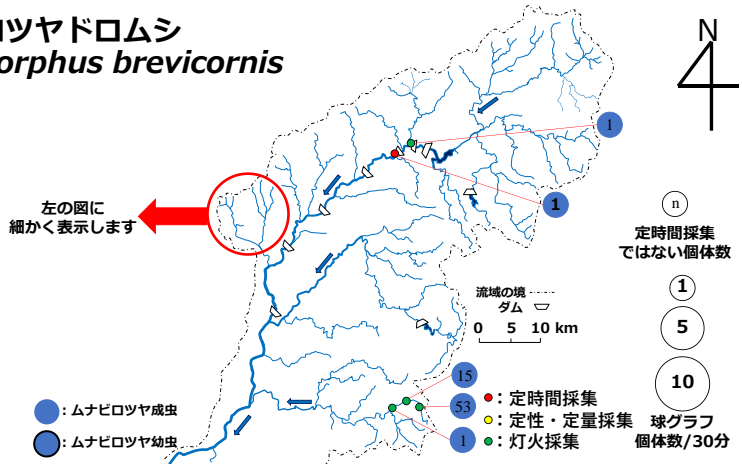 ロツヤドロムシ
orphus brevicornis
N
1
1
左の図に
細かく表示します
n
定時間採集
ではない個体数
流域の境
ダム
0 5 10 km
1
5
10
球グラフ
個体数/30分
15
53
1
：ムナビロツヤ成虫
：ムナビロツヤ幼虫
：定時間採集
：定性・定量採集
：灯火採集